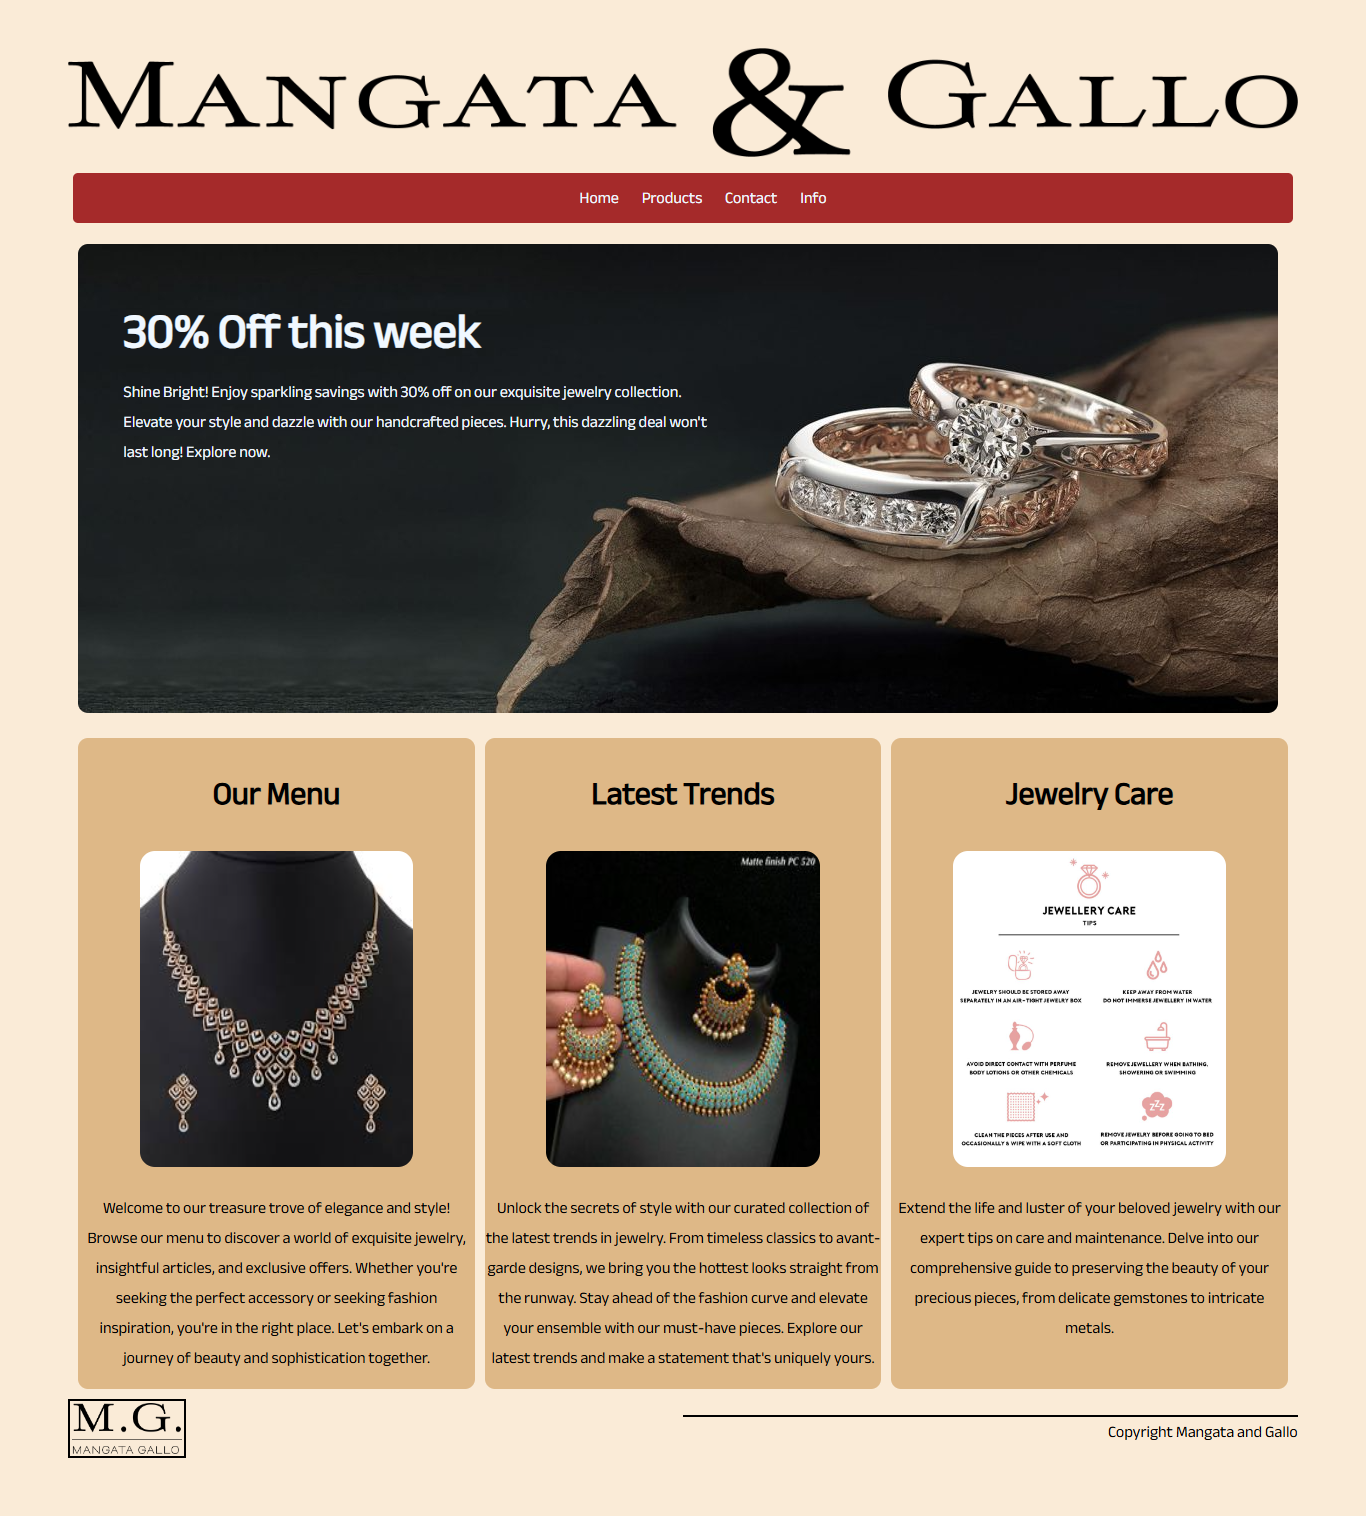 MANGATA & GALLO
Home Products Contact Info
30% Off this week
Shine Bright! Enjoy sparkling savings with 30% off on our exquisite jewelry collection.
Elevate your style and dazzle with our handcrafted pieces. Hurry, this dazzling deal won't
last long! Explore now.
Our Menu
Welcome to our treasure trove of elegance and style!
Browse our menu to discover a world of exquisite jewelry,
insightful articles, and exclusive offers. Whether you're
seeking the perfect accessory or seeking fashion
inspiration, you're in the right place. Let's embark on a
journey of beauty and sophistication together.
Latest Trends
Matte finish PC 520
Unlock the secrets of style with our curated collection of
the latest trends in jewelry. From timeless classics to avant-
garde designs, we bring you the hottest looks straight from
the runway. Stay ahead of the fashion curve and elevate
your ensemble with our must-have pieces. Explore our
latest trends and make a statement that's uniquely yours.
Jewelry Care
JEWELLERY CARE
TIPS
JEWELRY SHOULD BE STORED AWAY
SEPARATELY IN AN AIR-TIGHT JEWELRY BOX
KEEP AWAY FROM WATER
DO NOT IMMERSE JEWELLERY IN WATER
AVOID DIRECT CONTACT WITH PERFUME
BODY LOTIONS OR OTHER CHEMICALS
REMOVE JEWELLERY WHEN BATHING,
SHOWERING OR SWIMMING
CLEAN THE PIECES AFTER USE AND
OCCASIONALLY & WIPE WITH A SOFT CLOTH
ZZZ
REMOVE JEWELRY BEFORE GOING TO BED
OR PARTICIPATING IN PHYSICAL ACTIVITY
Extend the life and luster of your beloved jewelry with our
expert tips on care and maintenance. Delve into our
comprehensive guide to preserving the beauty of your
precious pieces, from delicate gemstones to intricate
metals.
M.G.
MANGATA GALLO
Copyright Mangata and Gallo